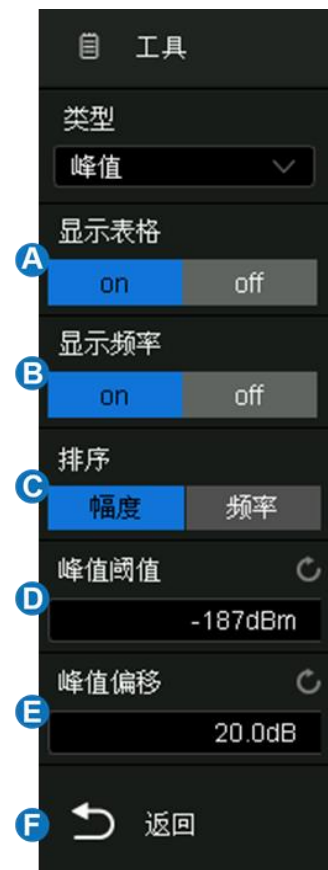 工具
类型
峰值
显示表格
A
on off
显示频率
B
on off
排序
C
幅度 频率
峰值阈值
D
-187dBm
峰值偏移
E
20.0dB
F 返回